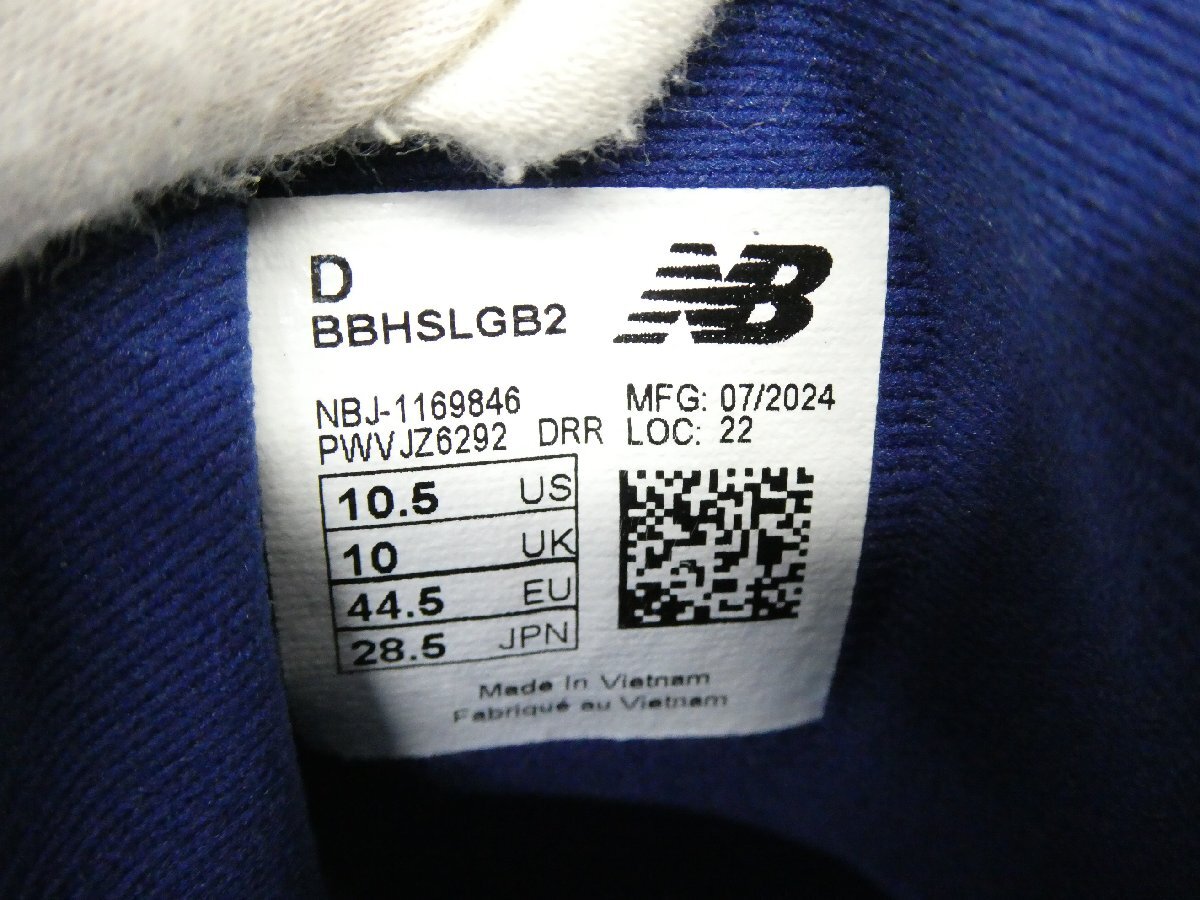 D
BBHSLGB2
NB
NBJ-1169846 MFG: 07/2024
PWVJZ6292 DRR LOC: 22
10.5 US
10 UK
44.5 EU
28.5 JPN
Made in Vietnam
Fabriqué au Vietnam